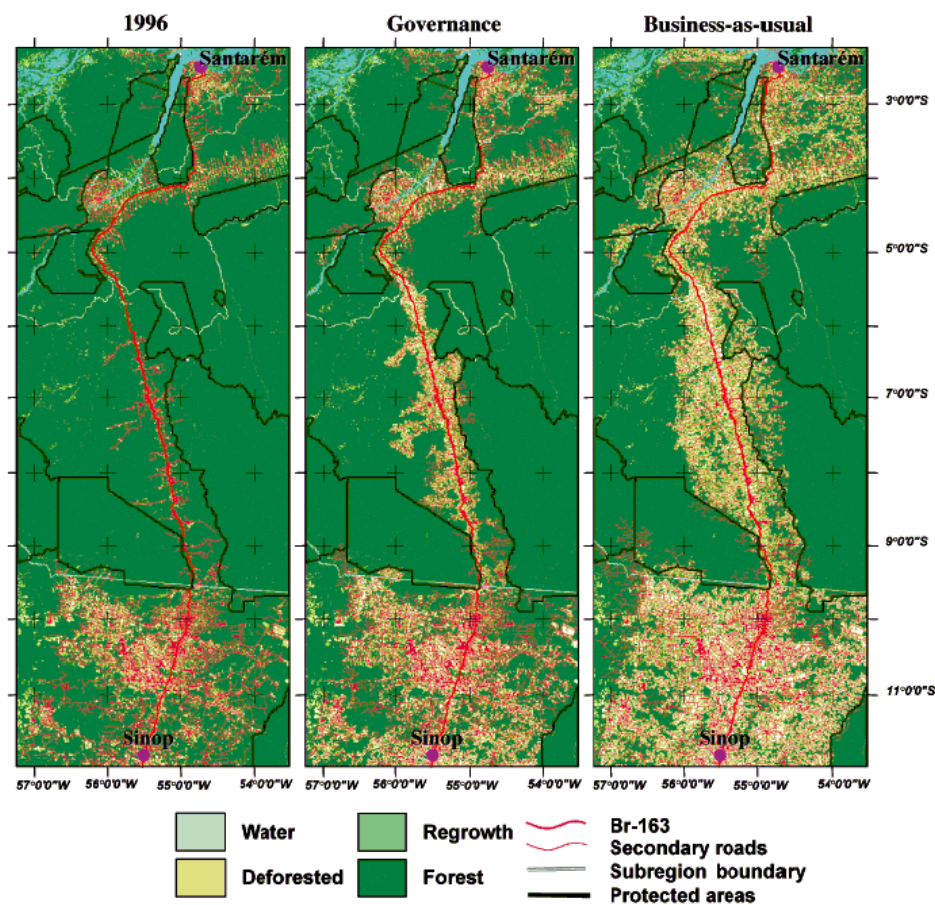 1996 Governance Business-as-usual
Santarém Santarém Santarém
3°0'0"S
5°0'0"S
7°0'0"S
9°0'0"S
11°0'0"S
Sinop Sinop Sinop
57°0'0"W 56°0'0"W 55°0'0"W 54°0'0"W 57°0'0"W 56°0'0"W 55°0'0"W 54°0'0"W 57°0'0"W 56°0'0"W 55°0'0"W 54°0'0"W
Water Regrowth Br-163
Secondary roads
Deforested Forest Subregion boundary
Protected areas